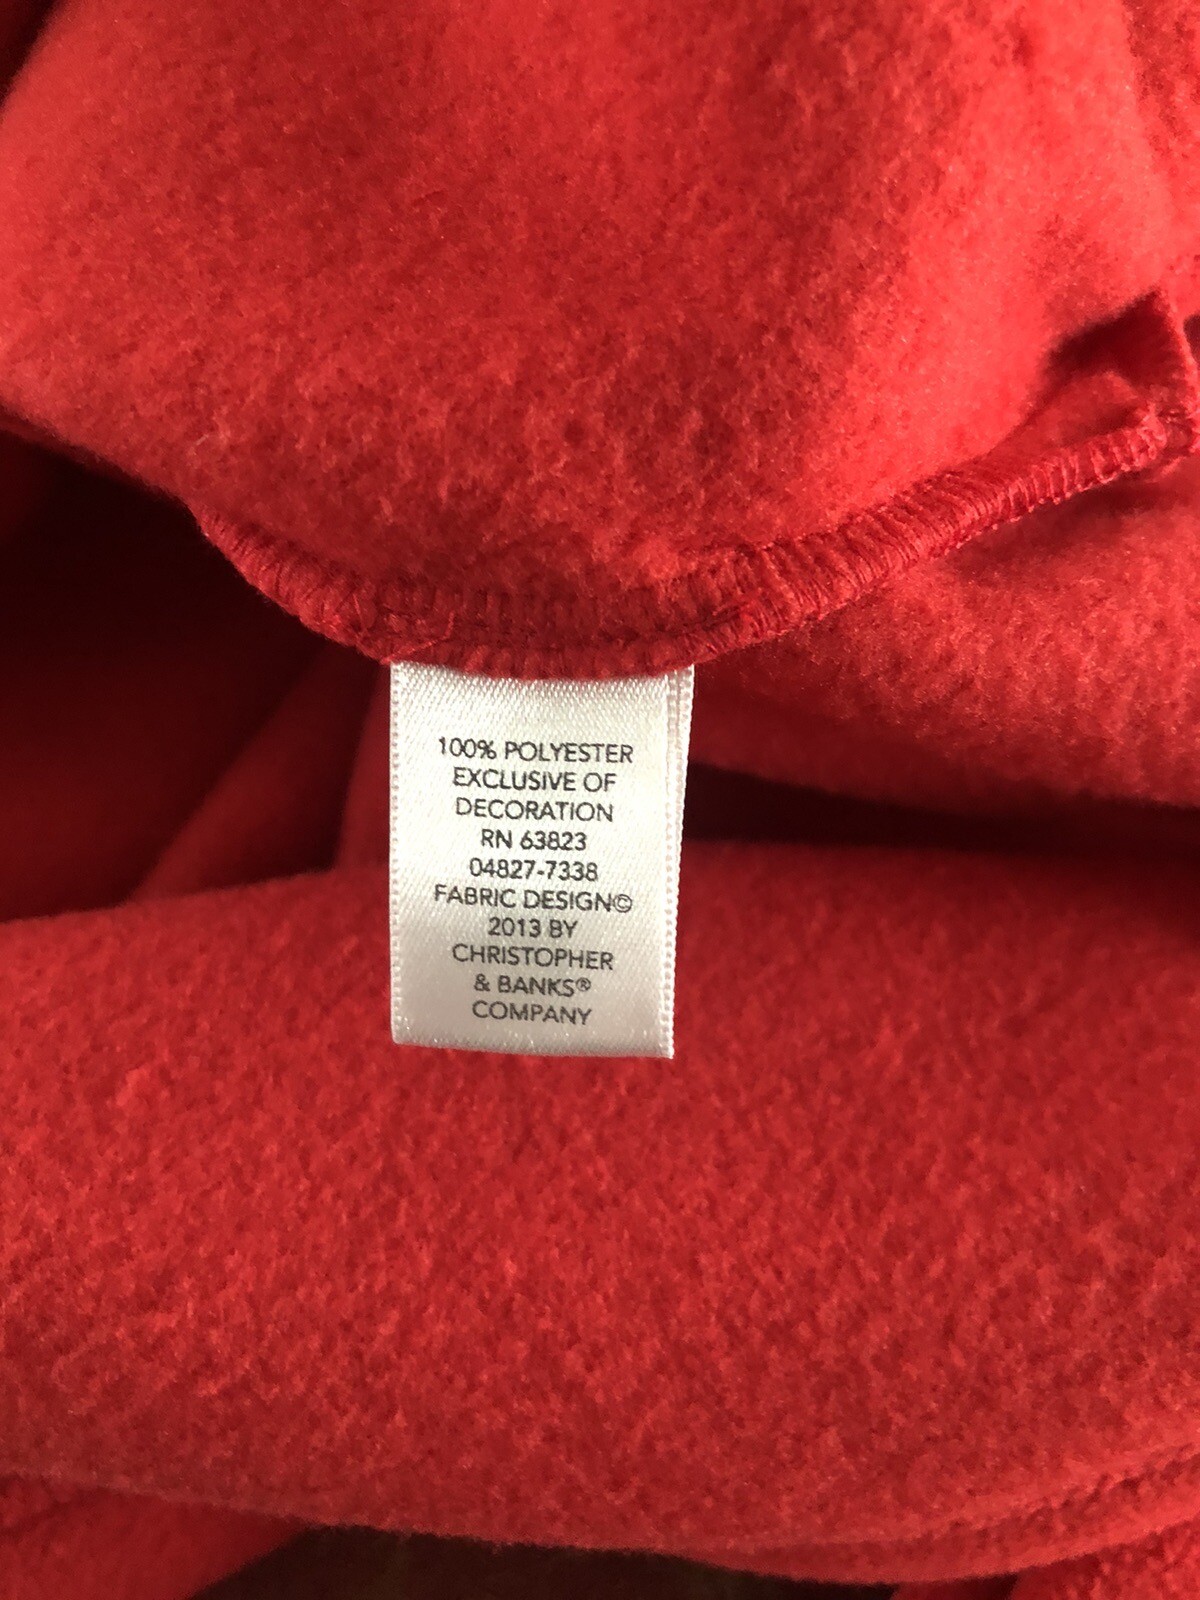 100% POLYESTER
EXCLUSIVE OF
DECORATION
RN 63823
04827-7338
FABRIC DESIGN©
2013 BY
CHRISTOPHER
& BANKS®
COMPANY